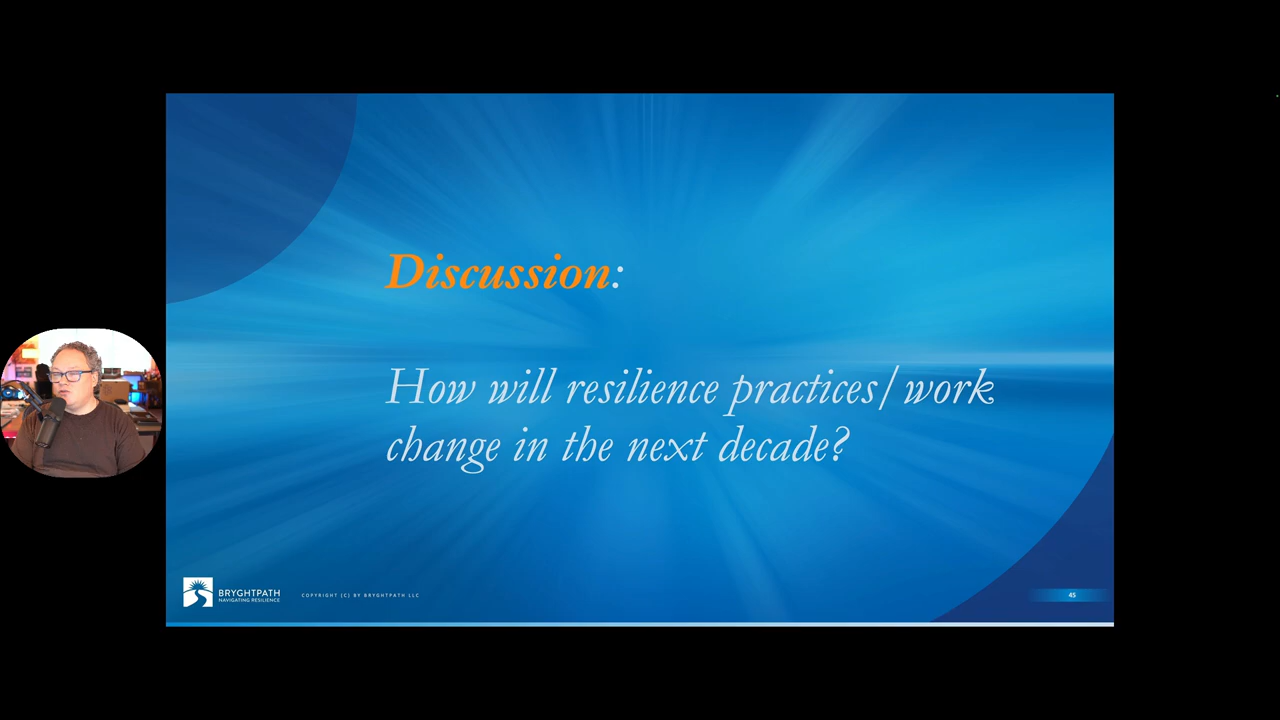 Discussion:
How will resilience practices/work
change in the next decade?
BRYGHTPATH
NAVIGATING RESILIENCE
COPYRIGHT (C) BY BRYGHTPATH LLC
45